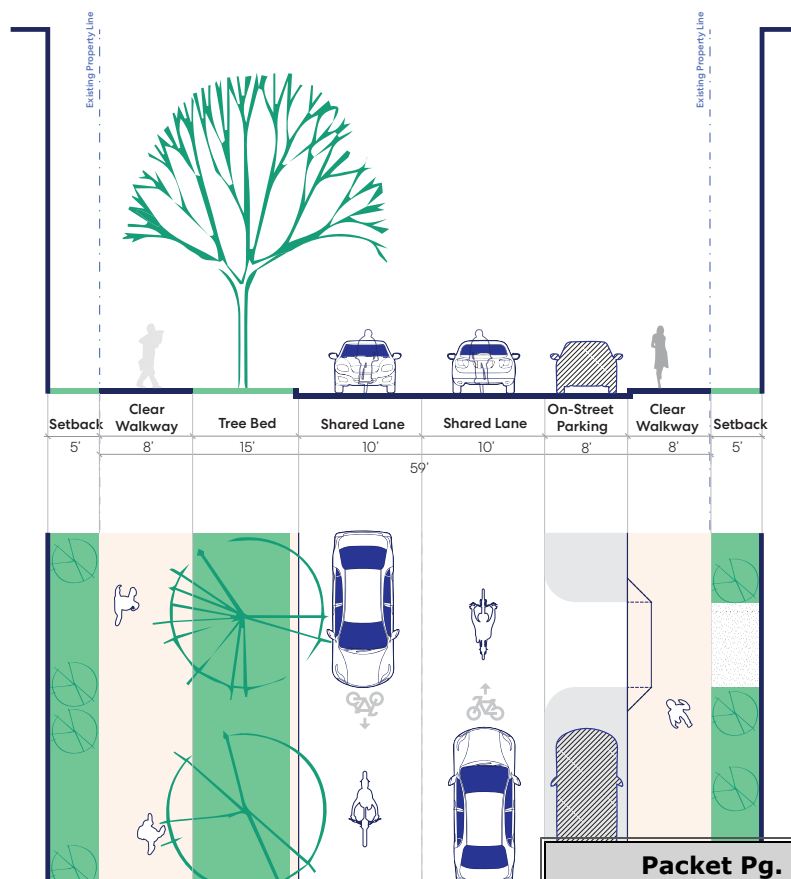 Existing Property Line
Existing Property Line
Setback
Clear
Walkway
Tree Bed
Shared Lane
Shared Lane
On-Street
Parking
Clear
Walkway
Setback
5’
8’
15’
10’
10’
8’
8’
5’
59’
Packet Pg.